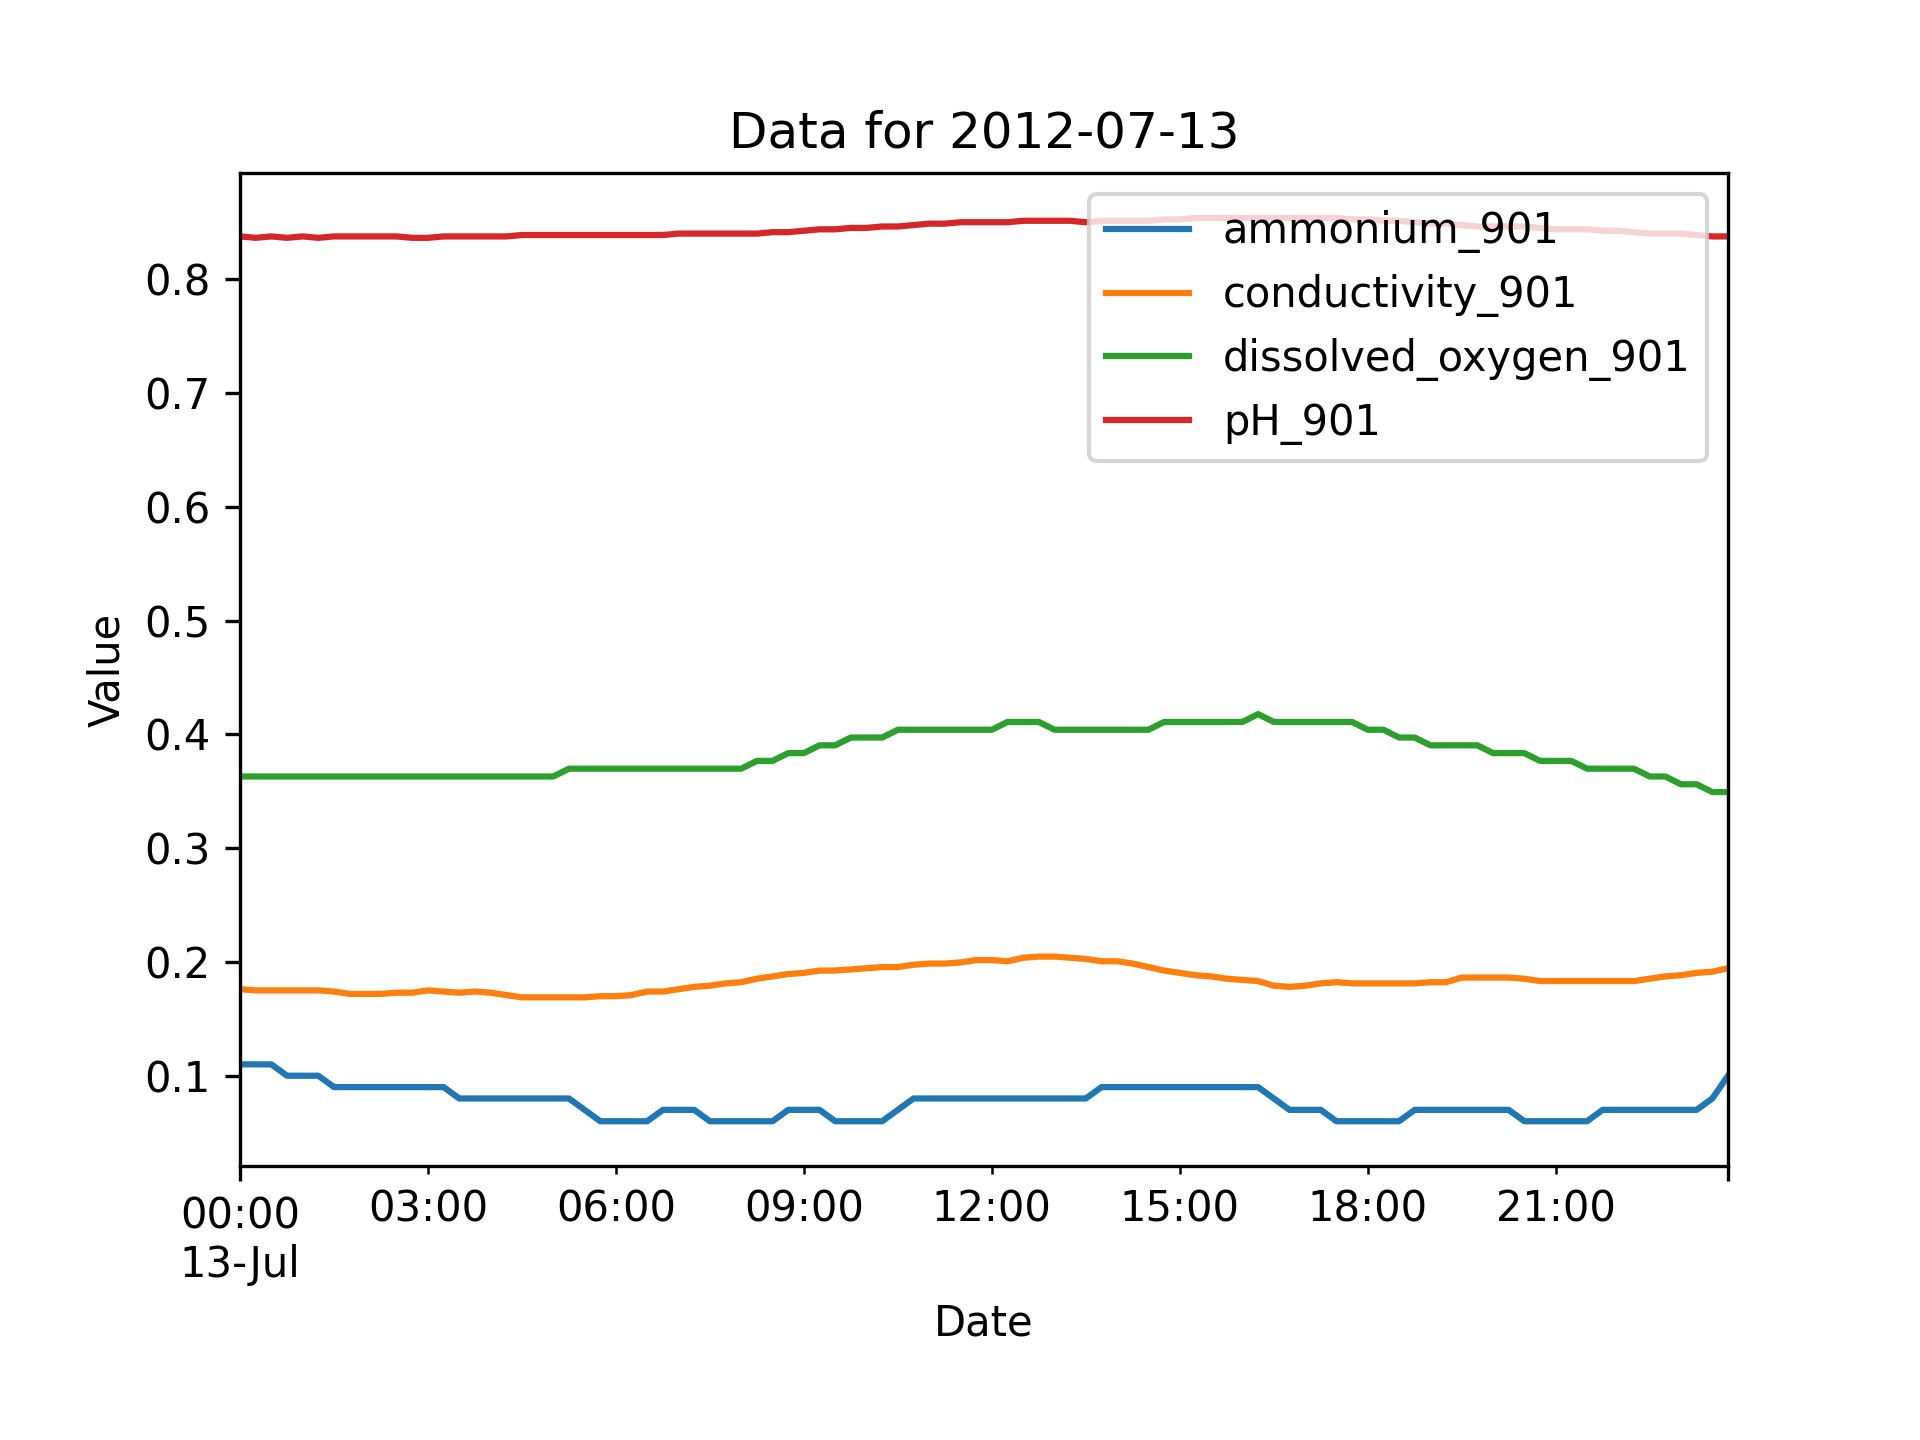 Data for 2012-07-13
ammonium_901
conductivity_901
dissolved_oxygen_901
pH_901
Value
0.8
0.7
0.6
0.5
0.4
0.3
0.2
0.1
00:00 03:00 06:00 09:00 12:00 15:00 18:00 21:00
13-Jul
Date